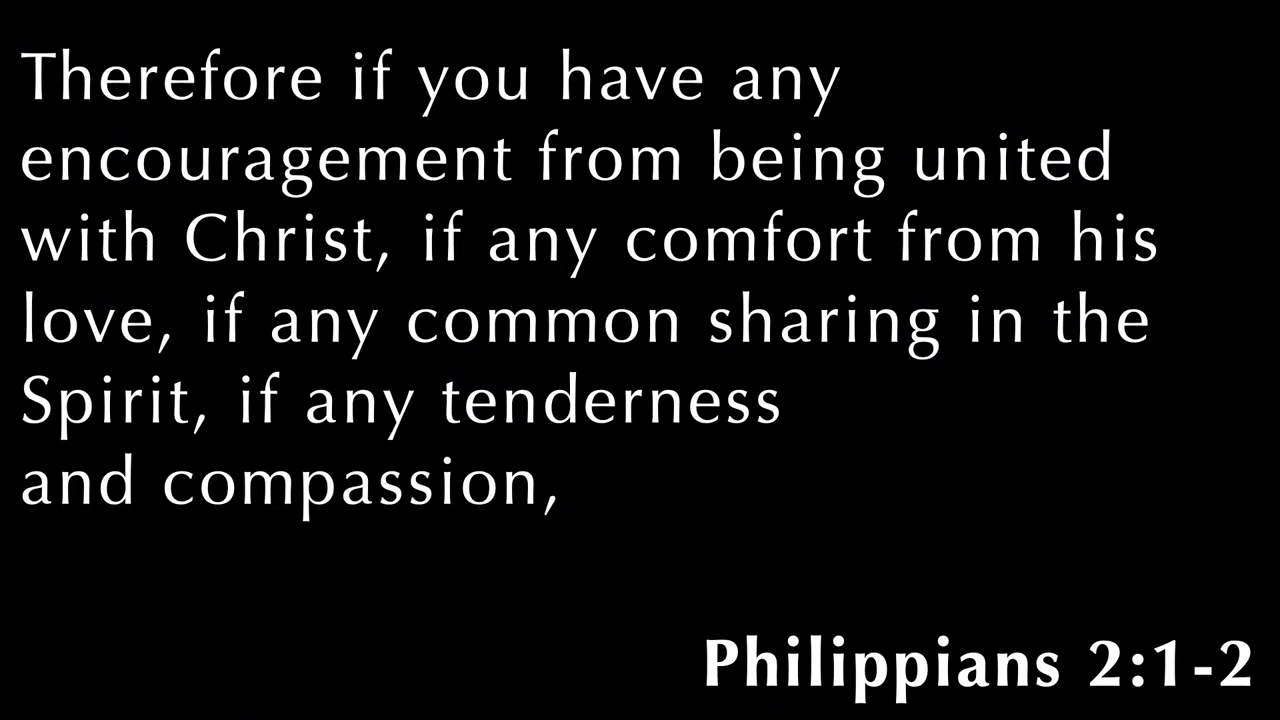 Therefore if you have any
encouragement from being united
with Christ, if any comfort from his
love, if any common sharing in the
Spirit, if any tenderness
and compassion,
Philippians 2:1-2